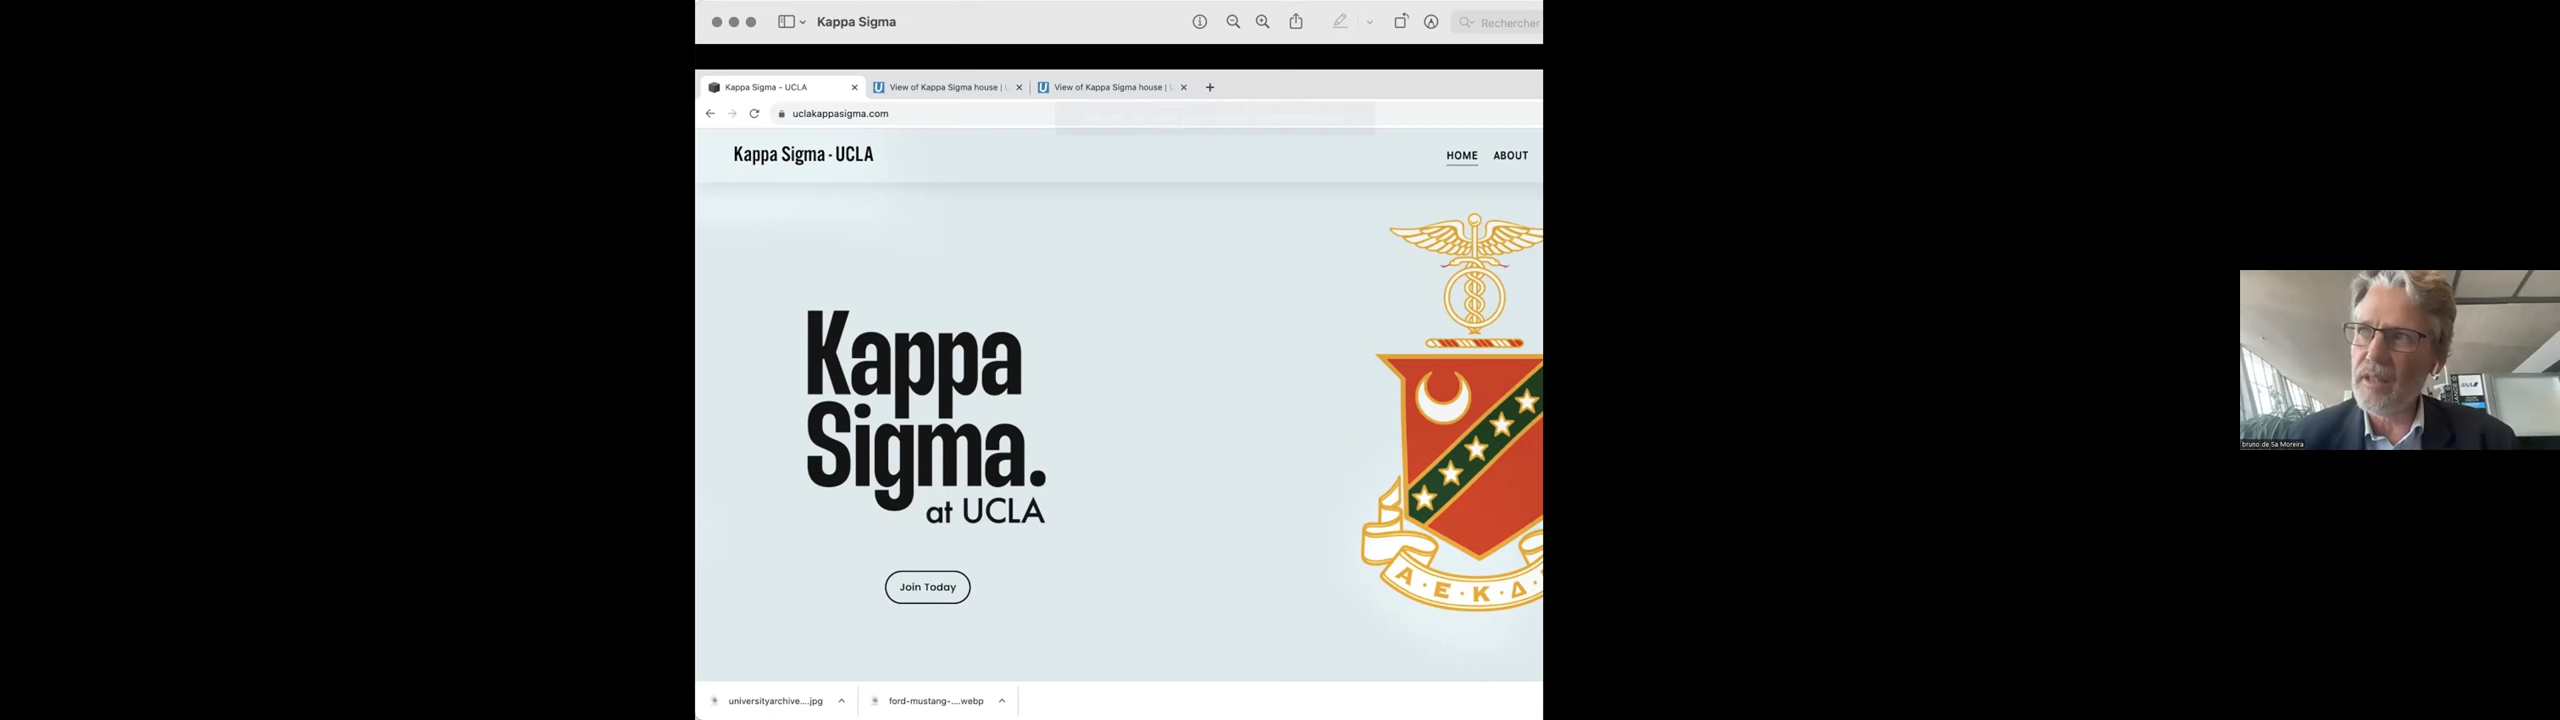 Kappa Sigma
Rechercher
Kappa Sigma - UCLA
View of Kappa Sigma house |
View of Kappa Sigma house |
uclakappasigma.com
Kappa Sigma - UCLA
HOME
ABOUT
Kappa
Sigma.
at UCLA
Join Today
Α · Ε · Κ · Δ ·
universityarchive....jpg
ford-mustang-....webp
ANA
bruno de Sa Moreira